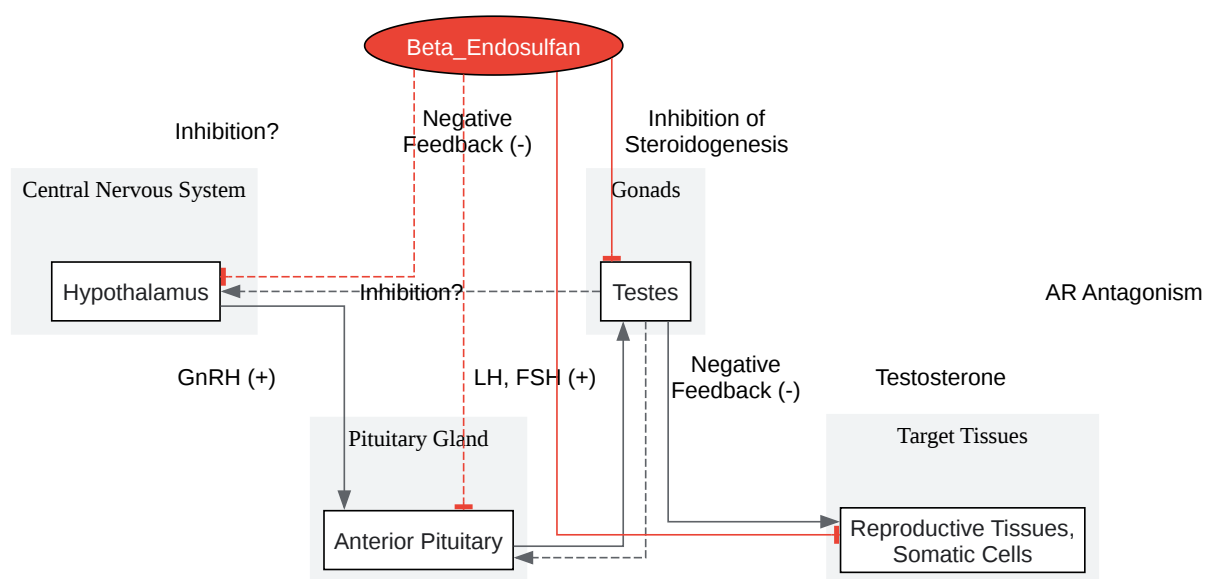 Beta_Endosulfan
Inhibition?
Negative
Feedback (-)
Inhibition of
Steroidogenesis
Central Nervous System
Gonads
Hypothalamus
Inhibition?
Testes
AR Antagonism
GnRH (+)
LH, FSH (+)
Negative
Feedback (-)
Testosterone
Pituitary Gland
Target Tissues
Anterior Pituitary
Reproductive Tissues,
Somatic Cells